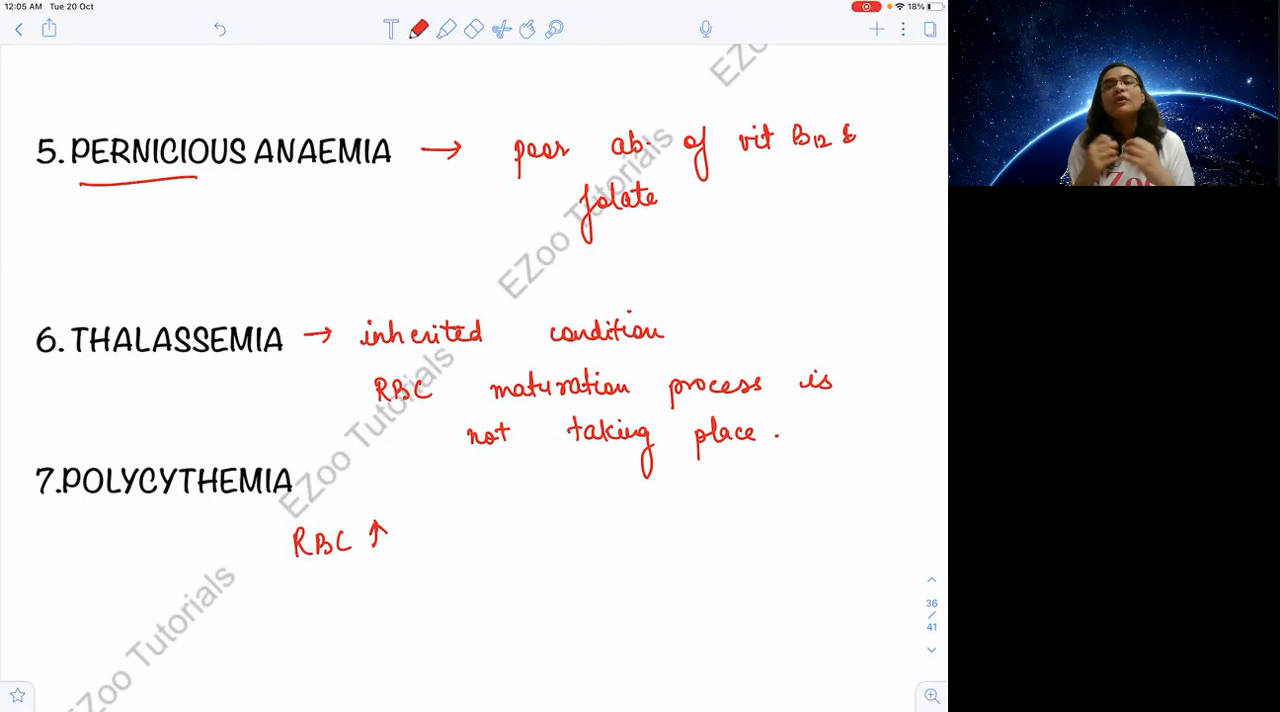 12:05 AM Tue 20 Oct
18%
5. PERNICIOUS ANAEMIA → poor ab. of vit B12 &
folate
6. THALASSEMIA → inherited condition
RBC maturation process is
not taking place.
7.POLYCYTHEMIA
RBC ↑
EZoo Tutorials
EZoo Tutorials
EZoo Tutorials
EZoo
EZoo
36
/
41